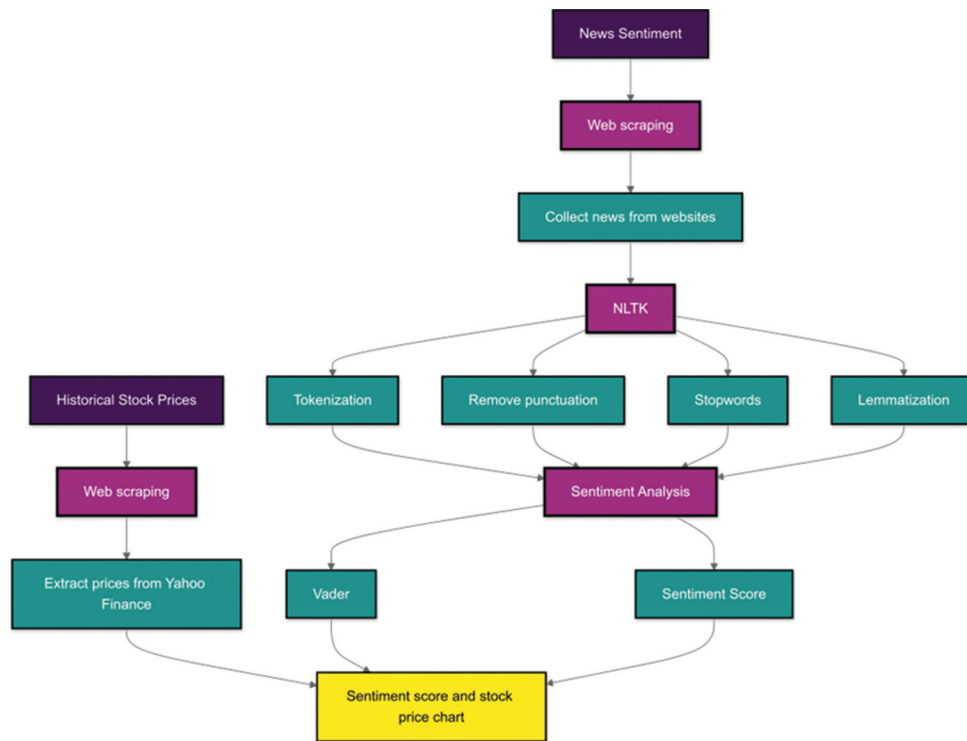 News Sentiment
Web scraping
Collect news from websites
NLTK
Tokenization
Remove punctuation
Stopwords
Lemmatization
Historical Stock Prices
Web scraping
Sentiment Analysis
Extract prices from Yahoo
Finance
Vader
Sentiment Score
Sentiment score and stock
price chart